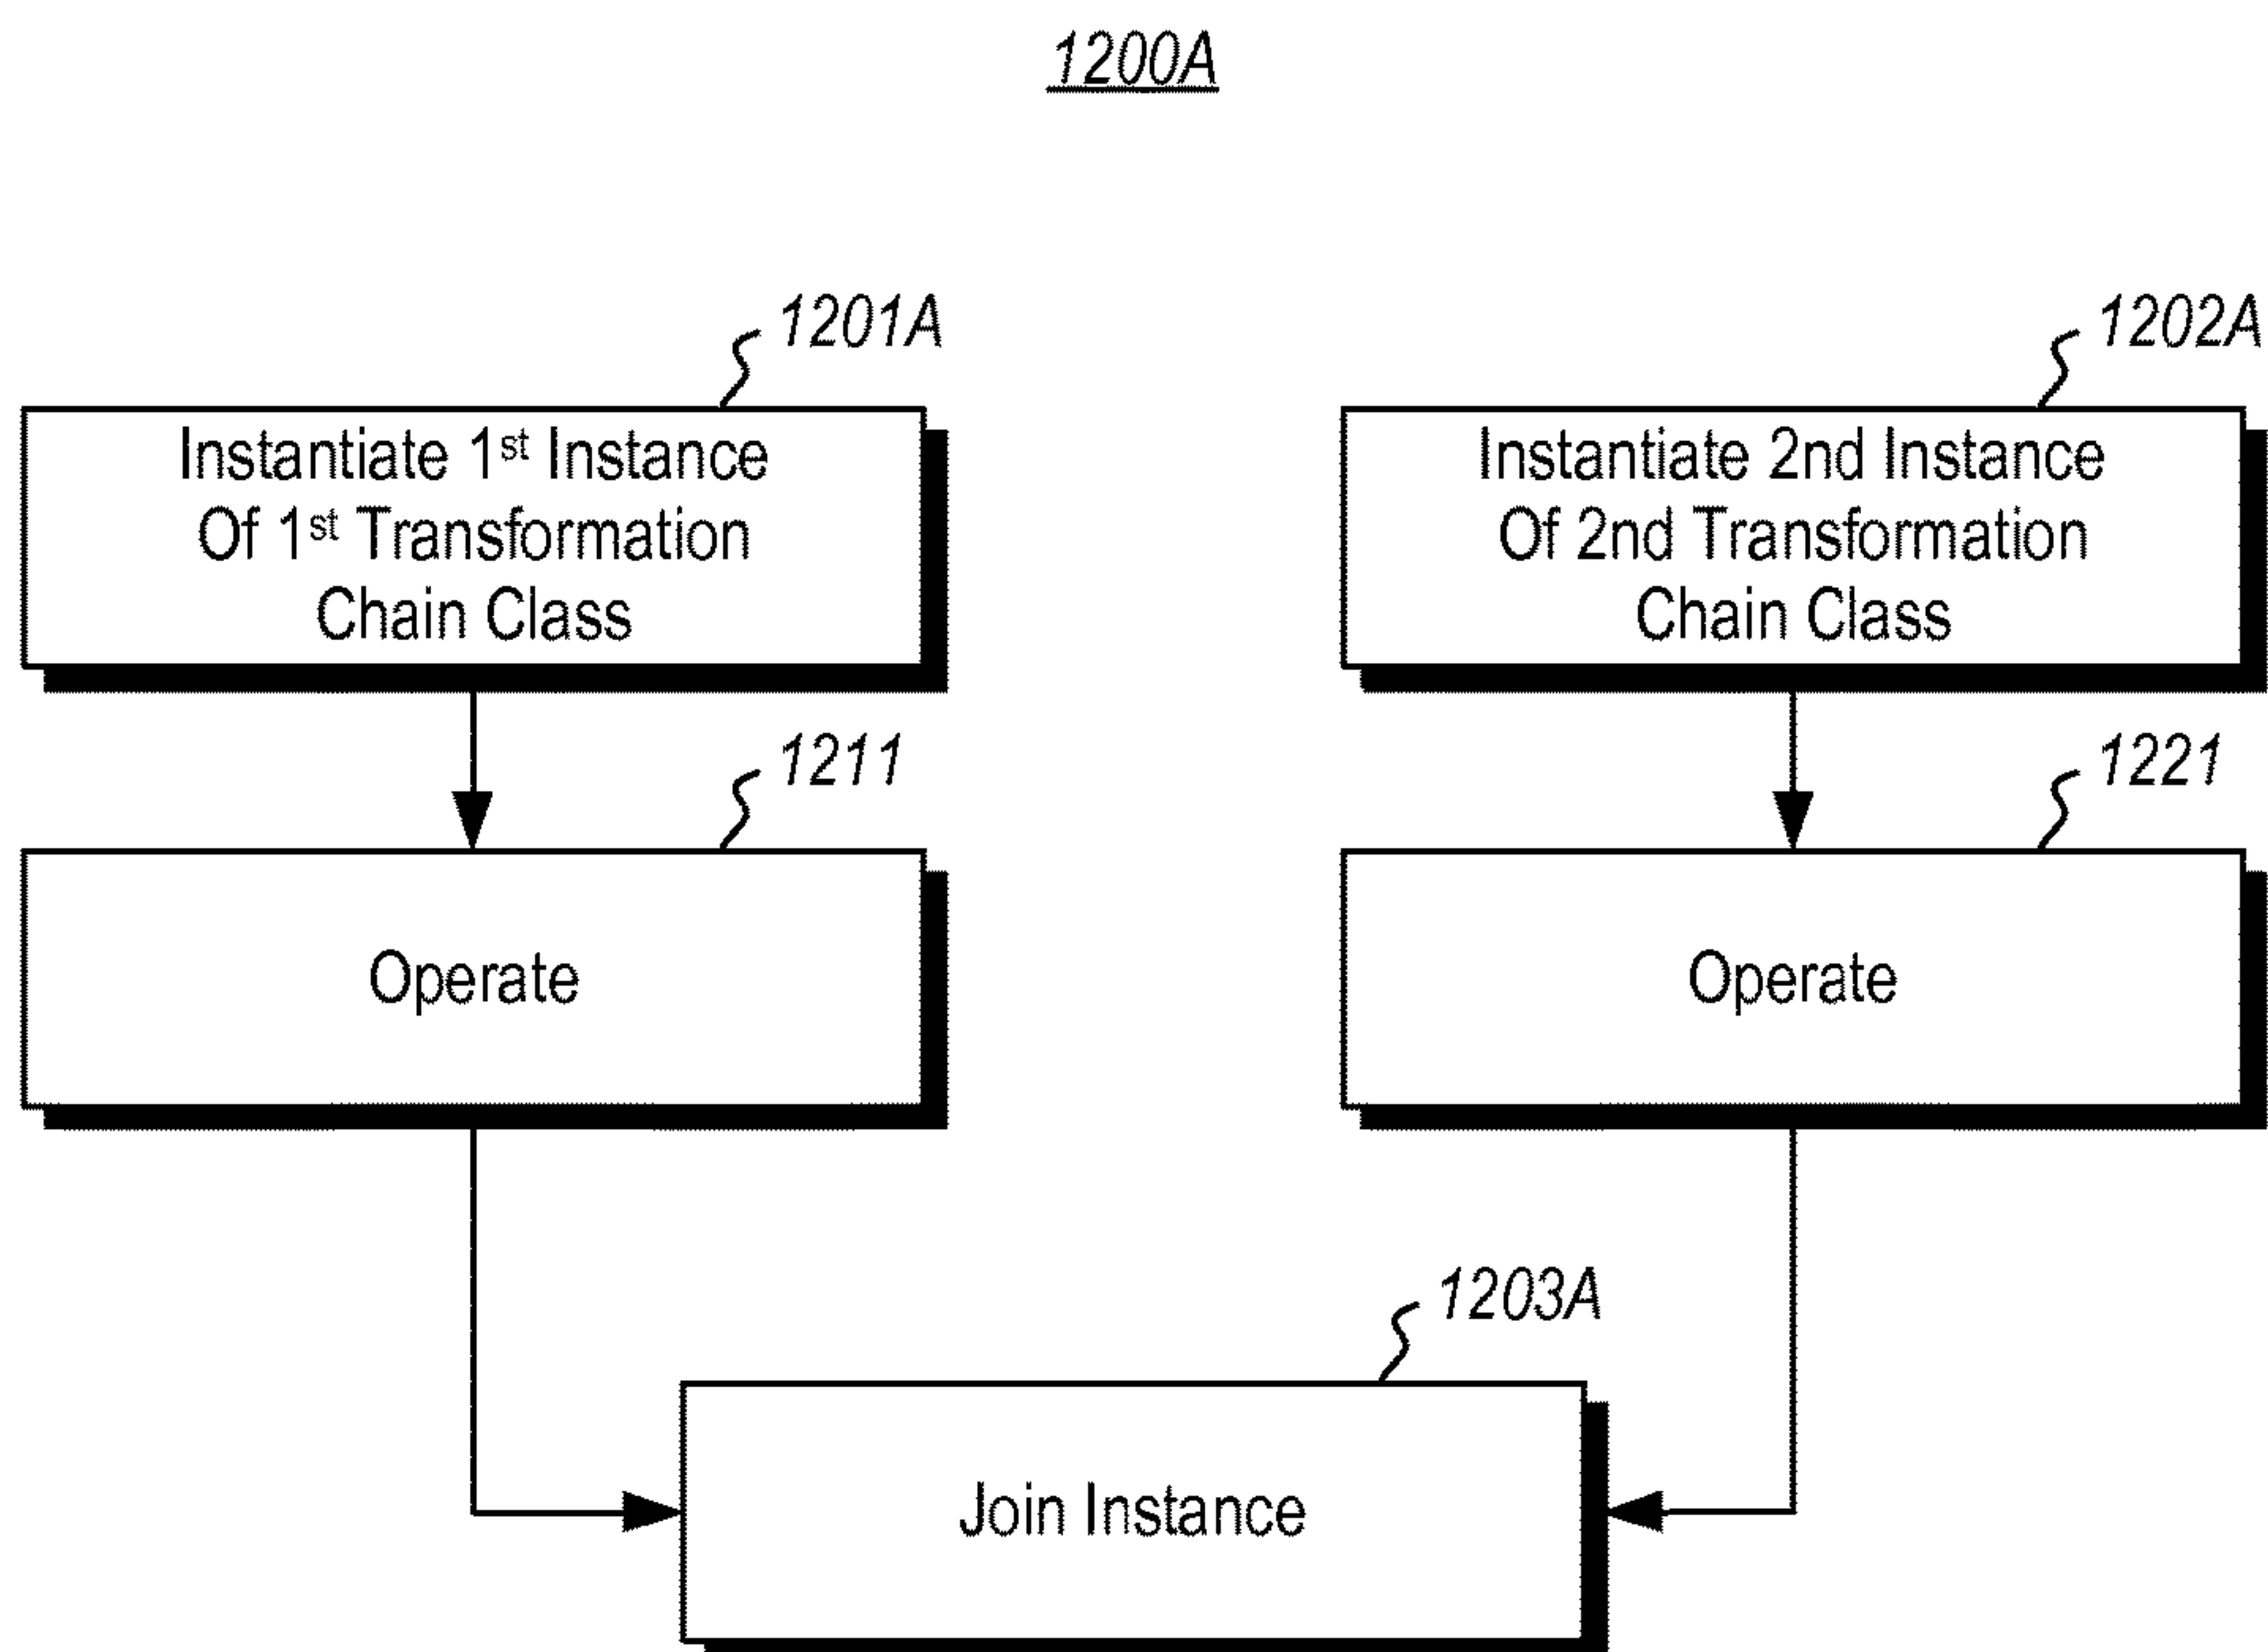 1200A
1201A
Instantiate 1st Instance
Of 1st Transformation
Chain Class
1202A
Instantiate 2nd Instance
Of 2nd Transformation
Chain Class
1211
Operate
1221
Operate
1203A
Join Instance